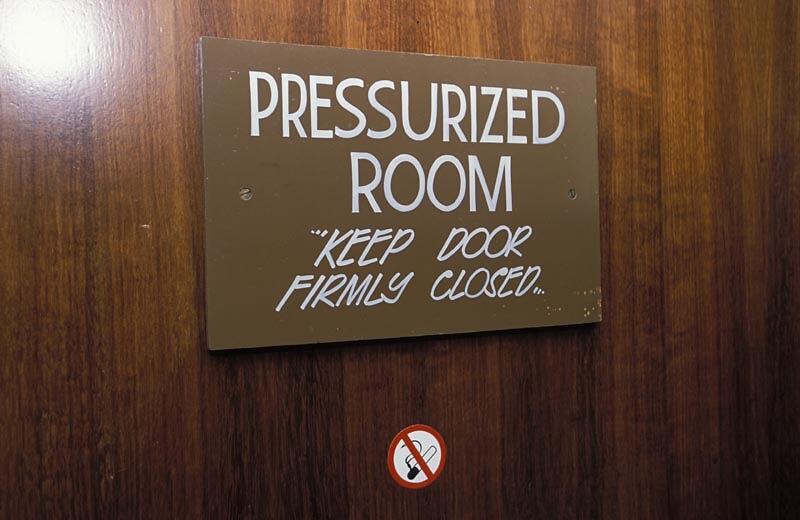 PRESSURIZED
ROOM
"KEEP DOOR
FIRMLY CLOSED"